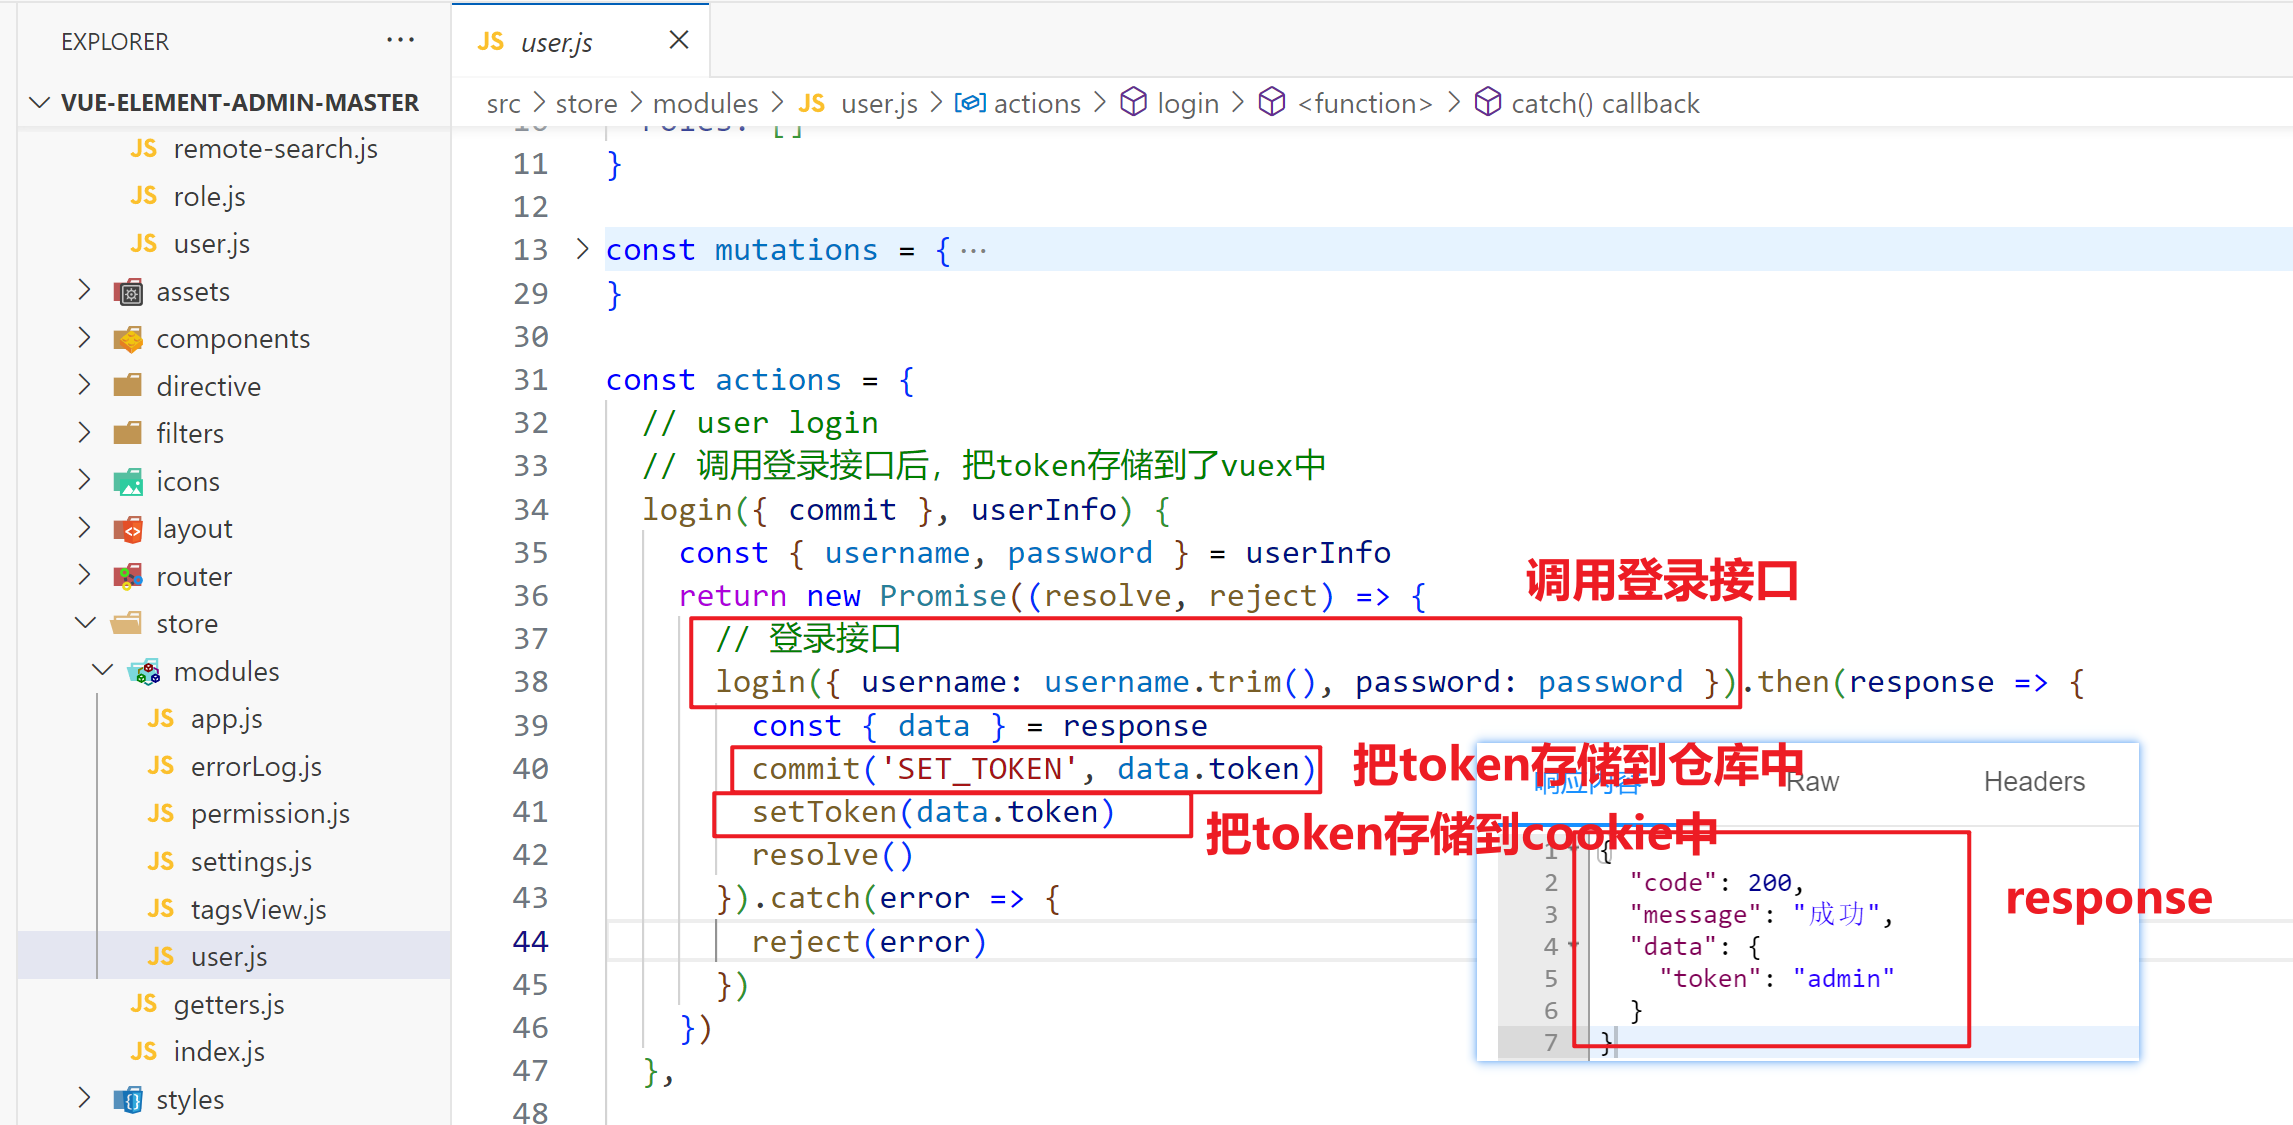 EXPLORER ···
VUE-ELEMENT-ADMIN-MASTER
JS remote-search.js
JS role.js
JS user.js
assets
components
directive
filters
icons
layout
router
store
modules
JS app.js
JS errorLog.js
JS permission.js
JS settings.js
JS tagsView.js
JS user.js
JS getters.js
JS index.js
styles
JS user.js
src > store > modules > JS user.js > actions > login > <function> > catch() callback
10 roles: []
11 }
12
13 const mutations = { ···
29 }
30
31 const actions = {
32 // user login
33 // 调用登录接口后，把token存储到了vuex中
34 login({ commit }, userInfo) {
35 const { username, password } = userInfo
36 return new Promise((resolve, reject) => {
调用登录接口
37 // 登录接口
38 login({ username: username.trim(), password: password }).then(response => {
39 const { data } = response
40 commit('SET_TOKEN', data.token)
把token存储到仓库中
41 setToken(data.token)
把token存储到cookie中
42 resolve()
43 }).catch(error => {
44 reject(error)
45 })
46 })
47 },
48
响应内容 Raw Headers
1 {
2 "code": 200,
3 "message": "成功",
4 "data": {
5 "token": "admin"
6 }
7 }
response